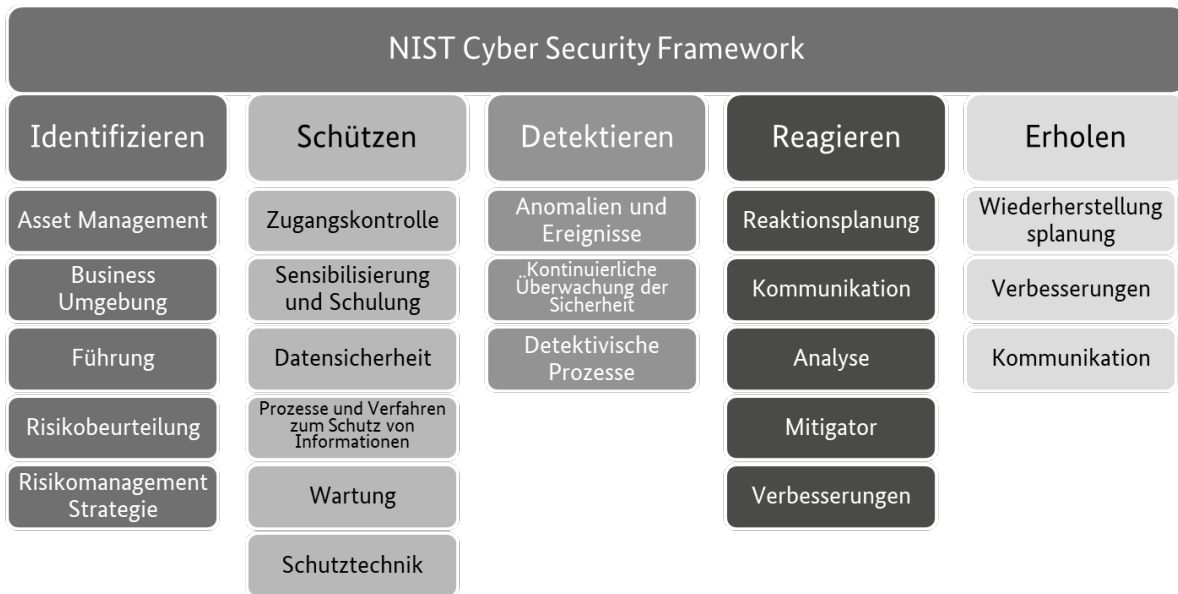 NIST Cyber Security Framework
Identifizieren
Asset Management
Business
Umgebung
Führung
Risikobeurteilung
Risikomanagement
Strategie
Schützen
Zugangskontrolle
Sensibilisierung
und Schulung
Datensicherheit
Prozesse und Verfahren
zum Schutz von
Informationen
Wartung
Schutztechnik
Detektieren
Anomalien und
Ereignisse
Kontinuierliche
Überwachung der
Sicherheit
Detektivische
Prozesse
Reagieren
Reaktionsplanung
Kommunikation
Analyse
Mitigator
Verbesserungen
Erholen
Wiederherstellung
splanung
Verbesserungen
Kommunikation